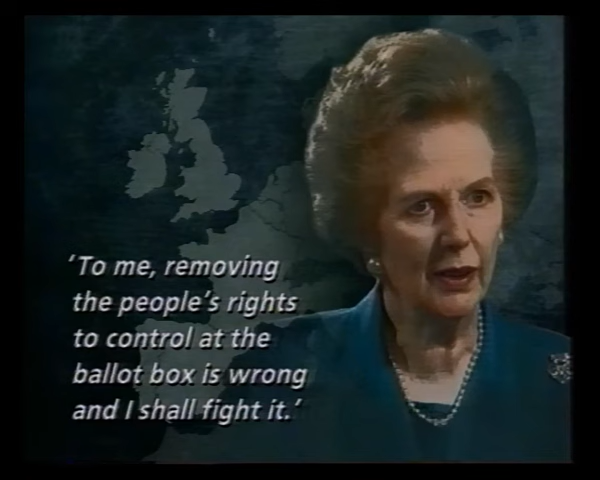 'To me, removing
the people's rights
to control at the
ballot box is wrong
and I shall fight it.'